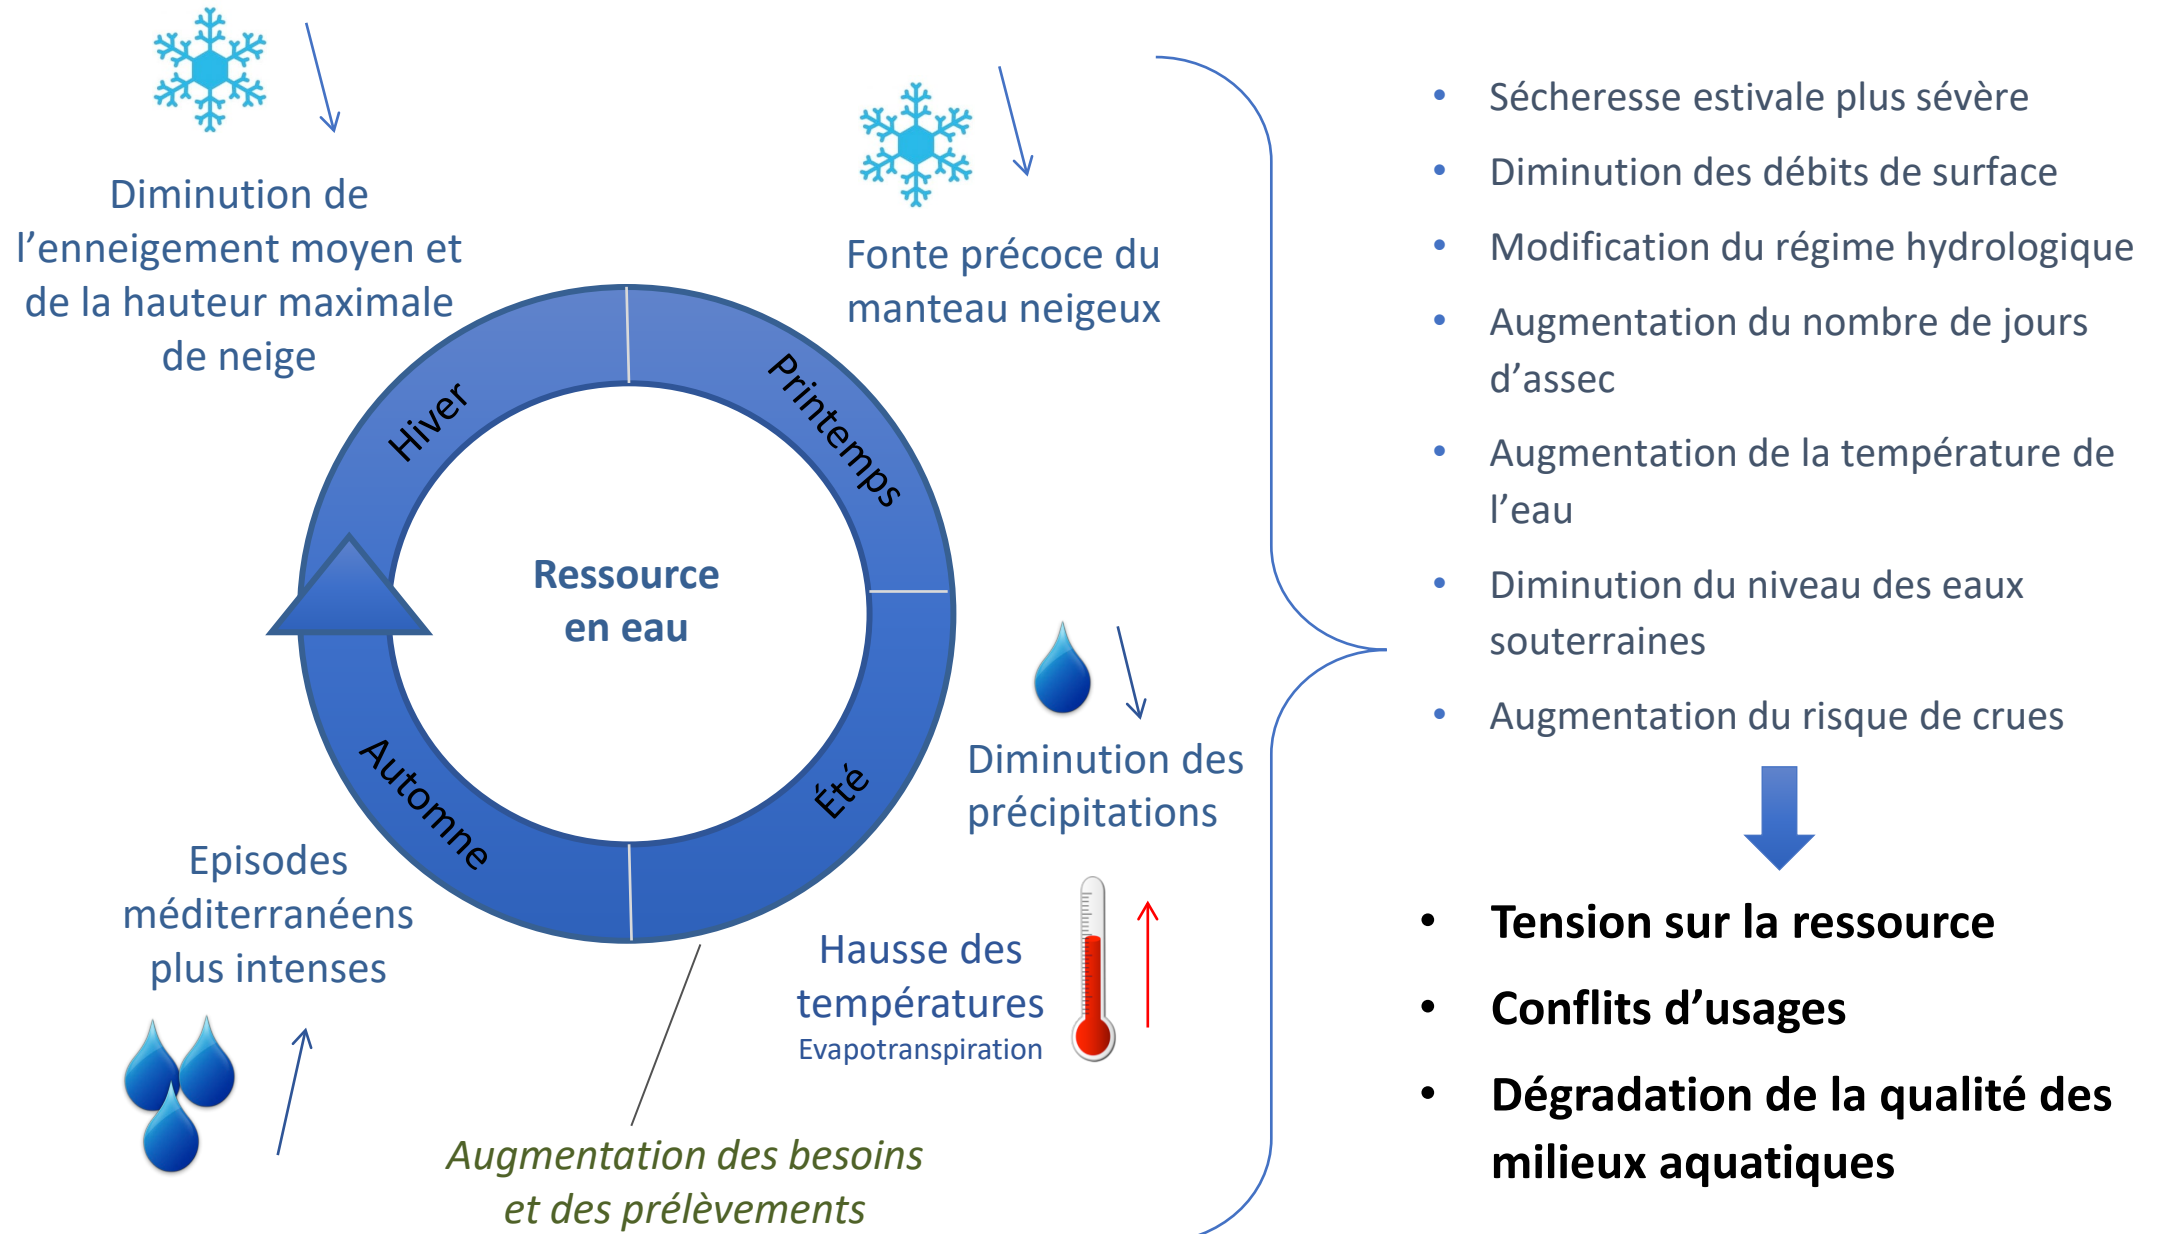 Diminution de
l’enneigement moyen et
de la hauteur maximale
de neige
Fonte précoce du
manteau neigeux
Hiver
Printemps
Ressource
en eau
Automne
Été
Diminution des
précipitations
Episodes
méditerranéens
plus intenses
Hausse des
températures
Evapotranspiration
Augmentation des besoins
et des prélèvements
• Sécheresse estivale plus sévère
• Diminution des débits de surface
• Modification du régime hydrologique
• Augmentation du nombre de jours
d’assec
• Augmentation de la température de
l’eau
• Diminution du niveau des eaux
souterraines
• Augmentation du risque de crues
• Tension sur la ressource
• Conflits d’usages
• Dégradation de la qualité des
milieux aquatiques